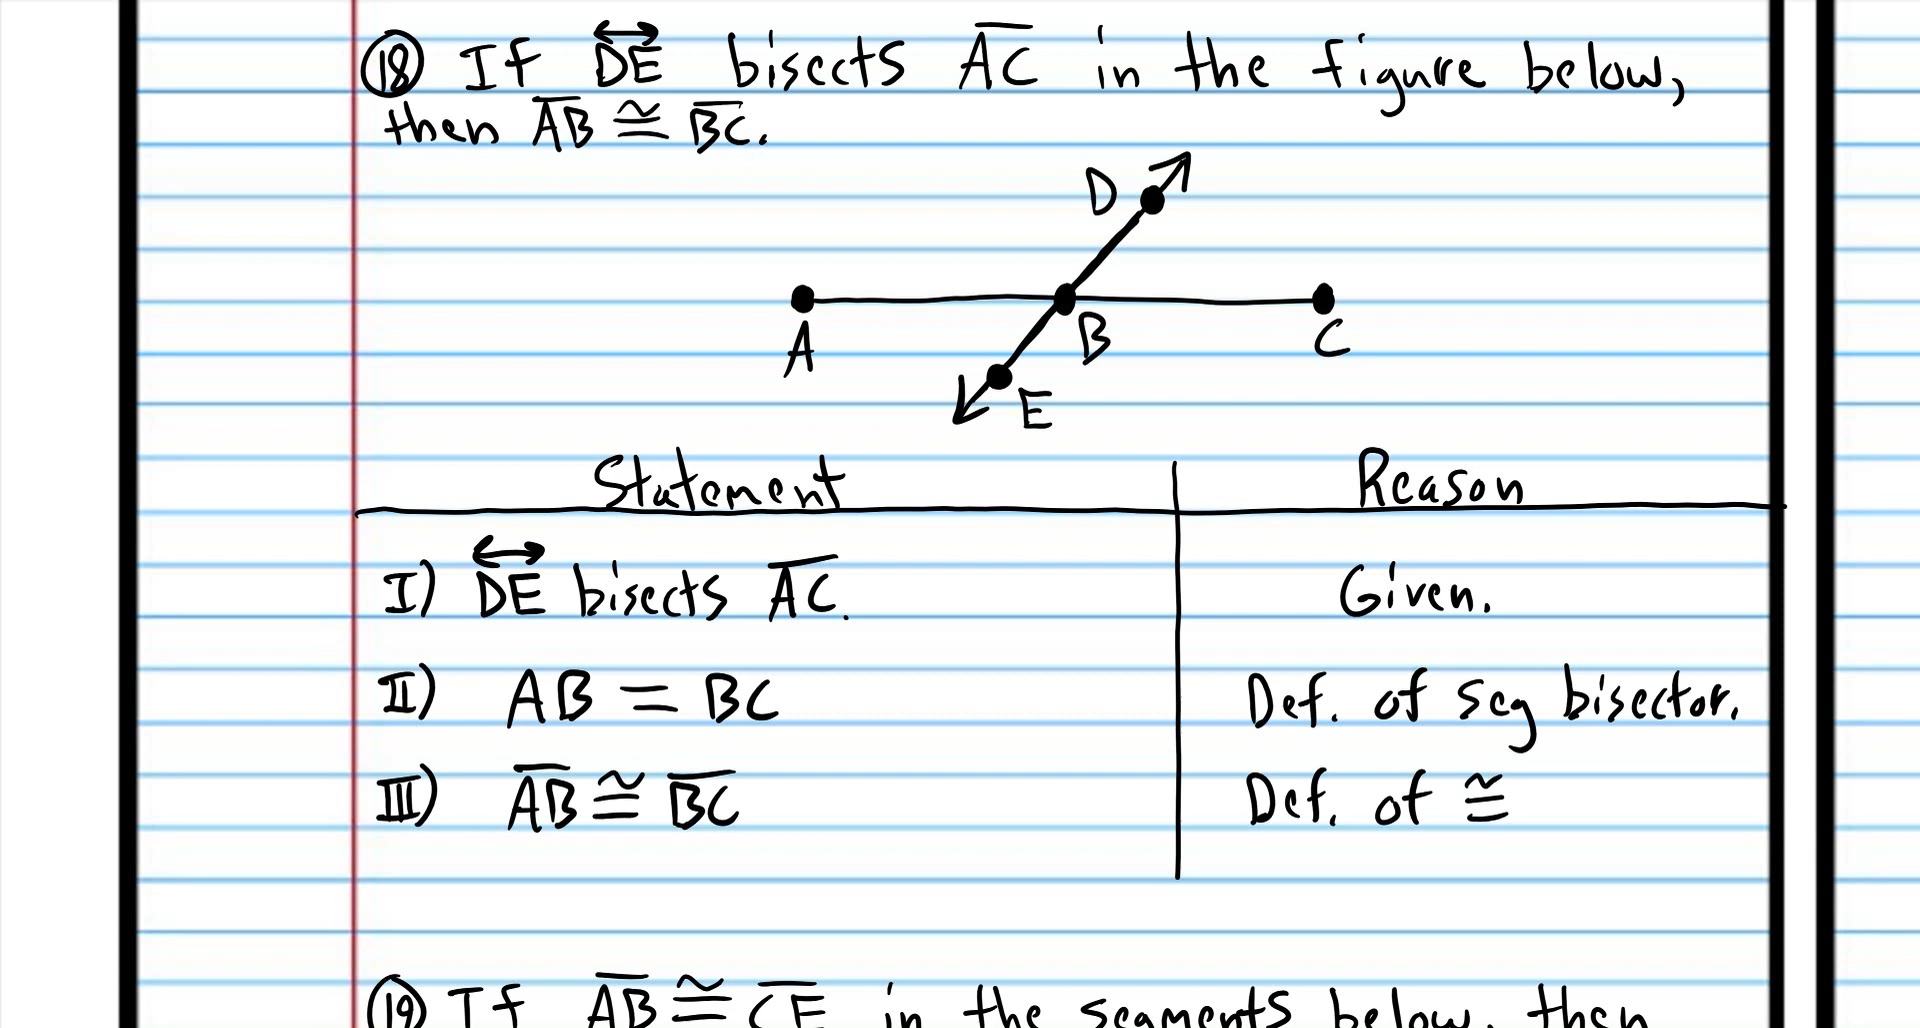 18 If DE bisects AC in the figure below,
then AB ≅ BC.
D
A B C
E
Statement Reason
I) DE bisects AC. Given.
II) AB = BC Def. of seg bisector.
III) AB ≅ BC Def. of ≅
19 If AB ≅ CE in the segments below, then